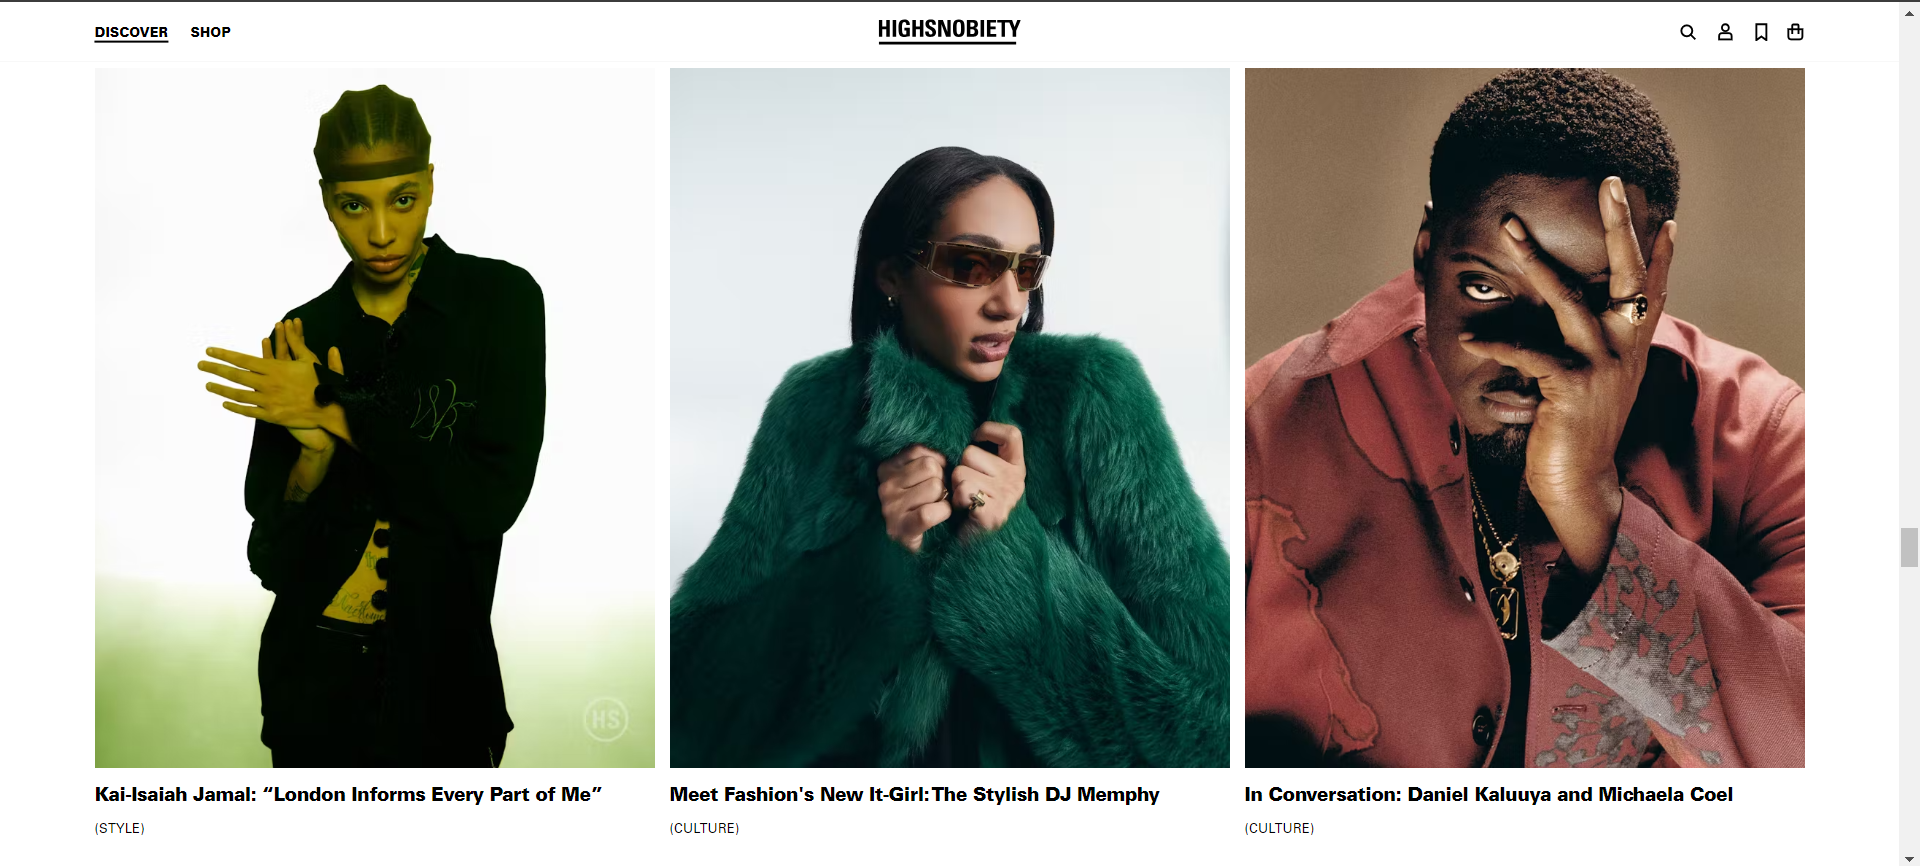 DISCOVER SHOP HIGHSNOBIETY
HS
Kai-Isaiah Jamal: “London Informs Every Part of Me”
(STYLE)
Meet Fashion's New It-Girl: The Stylish DJ Memphy
(CULTURE)
In Conversation: Daniel Kaluuya and Michaela Coel
(CULTURE)